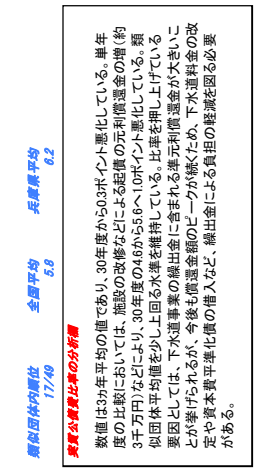 類似団体内順位 全国平均 兵庫県平均
17/49 5.8 6.2
実質公債費比率の分析欄
数値は3カ年平均の値であり、30年度から0.3ポイント悪化している。単年
度の比較においては、施設の改修などによる起債の元利償還金の増(約
3千万円)などにより、30年度の4.6から5.6へ1.0ポイント悪化している。類
似団体平均値を少し上回る水準を維持している。比率を押し上げている
要因としては、下水道事業の繰出金に含まれる準元利償還金が大きいこ
とが挙げられるが、今後も償還金額のピークが続くため、下水道料金の改
定や資本費平準化債の借入など、繰出金による負担の軽減を図る必要
がある。